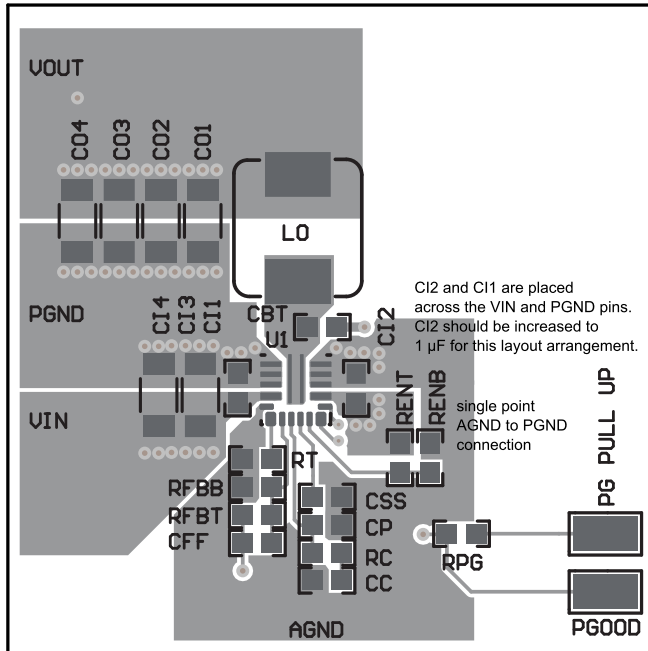 VOUT
CO4
CO3
CO2
CO1
LO
PGND
CI4
CI3
CI1
CBT
U1
CI2
CI2 and CI1 are placed
across the VIN and PGND pins.
CI2 should be increased to
1 µF for this layout arrangement.
VIN
RENT
RENB
single point
AGND to PGND
connection
PG PULL UP
RT
RFBB
RFBT
CFF
CSS
CP
RC
CC
RPG
AGND
PGOOD